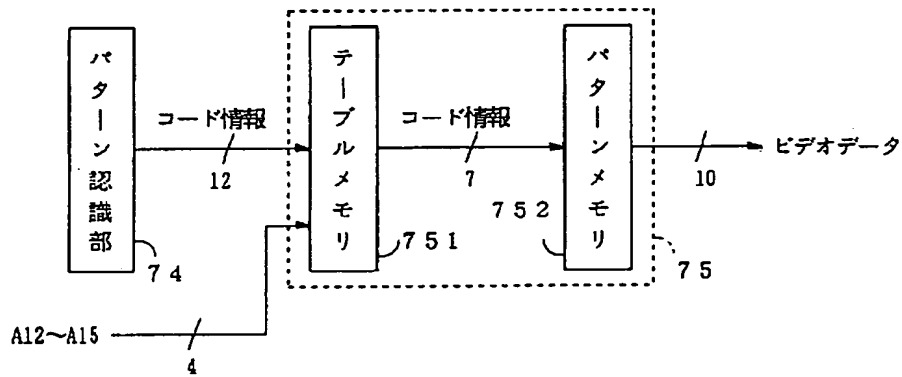 パターン認識部
74
コード情報
12
テーブルメモリ
751
コード情報
7
パターンメモリ
752
75
10
ビデオデータ
A12〜A15
4